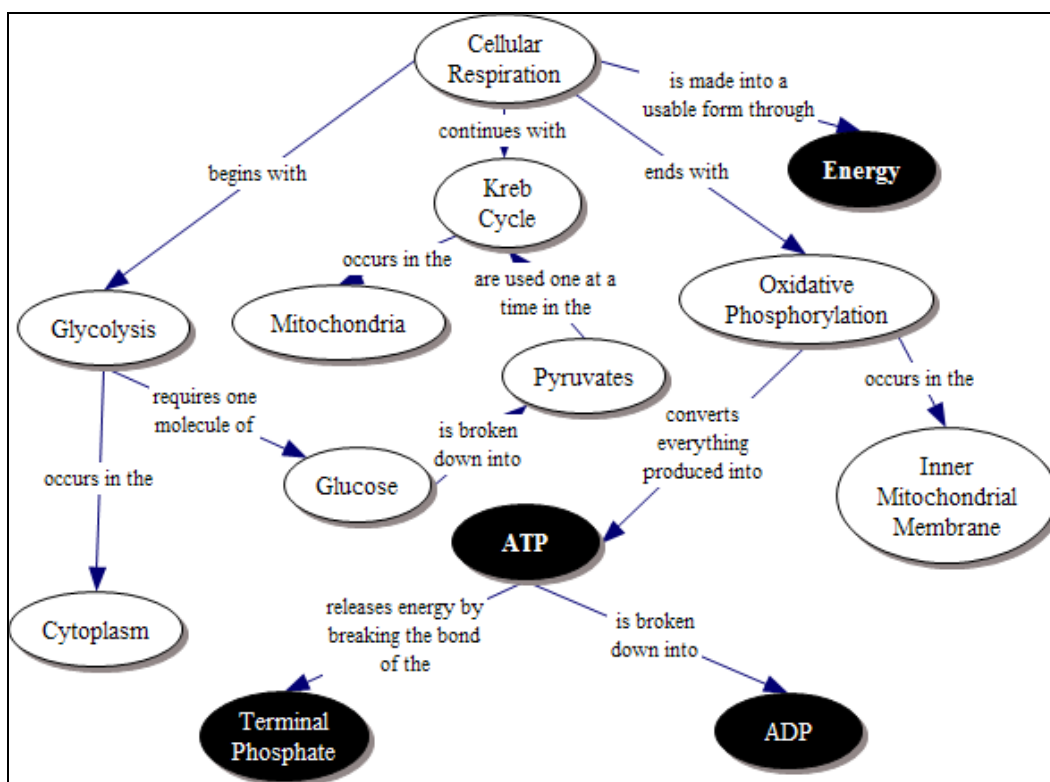 Cellular
Respiration
is made into a
usable form through
continues with
begins with
ends with
Energy
Kreb
Cycle
occurs in the
are used one at a
time in the
Oxidative
Phosphorylation
Glycolysis
Mitochondria
Pyruvates
requires one
molecule of
occurs in the
is broken
down into
converts
everything
produced into
occurs in the
Glucose
Inner
Mitochondrial
Membrane
ATP
Cytoplasm
releases energy by
breaking the bond
of the
is broken
down into
Terminal
Phosphate
ADP